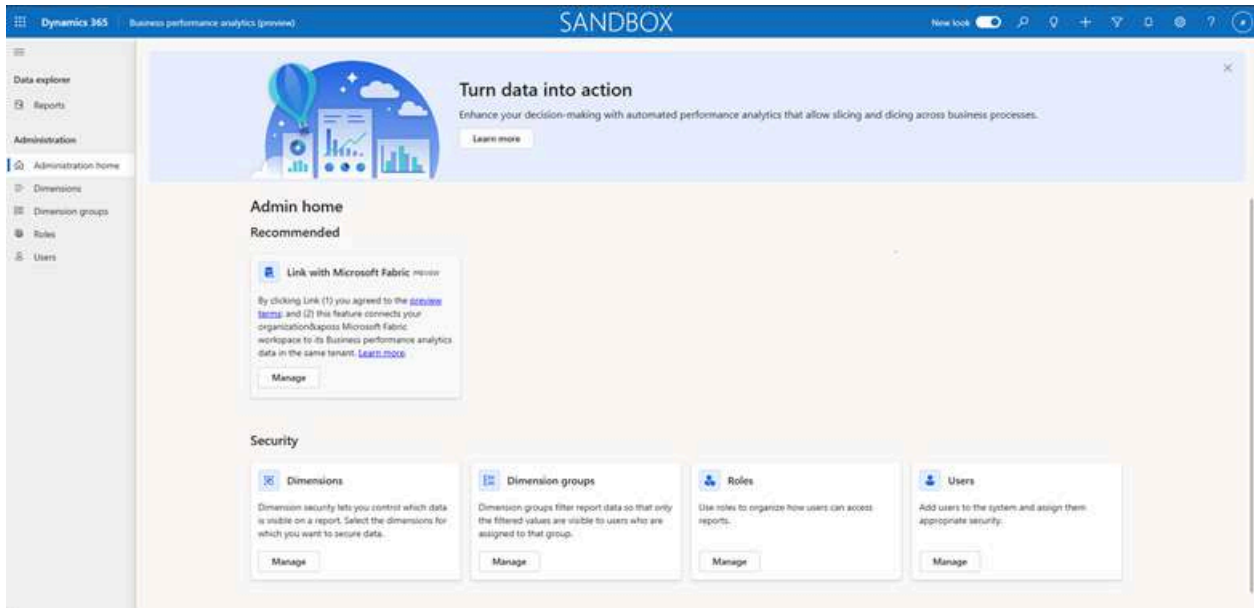 Dynamics 365 Business performance analytics (preview) SANDBOX New look
Data explorer
Reports
Administration
Administration home
Dimensions
Dimension groups
Roles
Users
Turn data into action
Enhance your decision-making with automated performance analytics that allow slicing and dicing across business processes.
Learn more
Admin home
Recommended
Link with Microsoft Fabric PREVIEW
By clicking Link (1) you agreed to the preview
terms and (2) this feature connects your
organization&aposs Microsoft Fabric
workspace to its Business performance analytics
data in the same tenant. Learn more.
Manage
Security
Dimensions
Dimension security lets you control which data
is visible on a report. Select the dimensions for
which you want to secure data.
Manage
Dimension groups
Dimension groups filter report data so that only
the filtered values are visible to users who are
assigned to that group.
Manage
Roles
Use roles to organize how users can access
reports.
Manage
Users
Add users to the system and assign them
appropriate security.
Manage